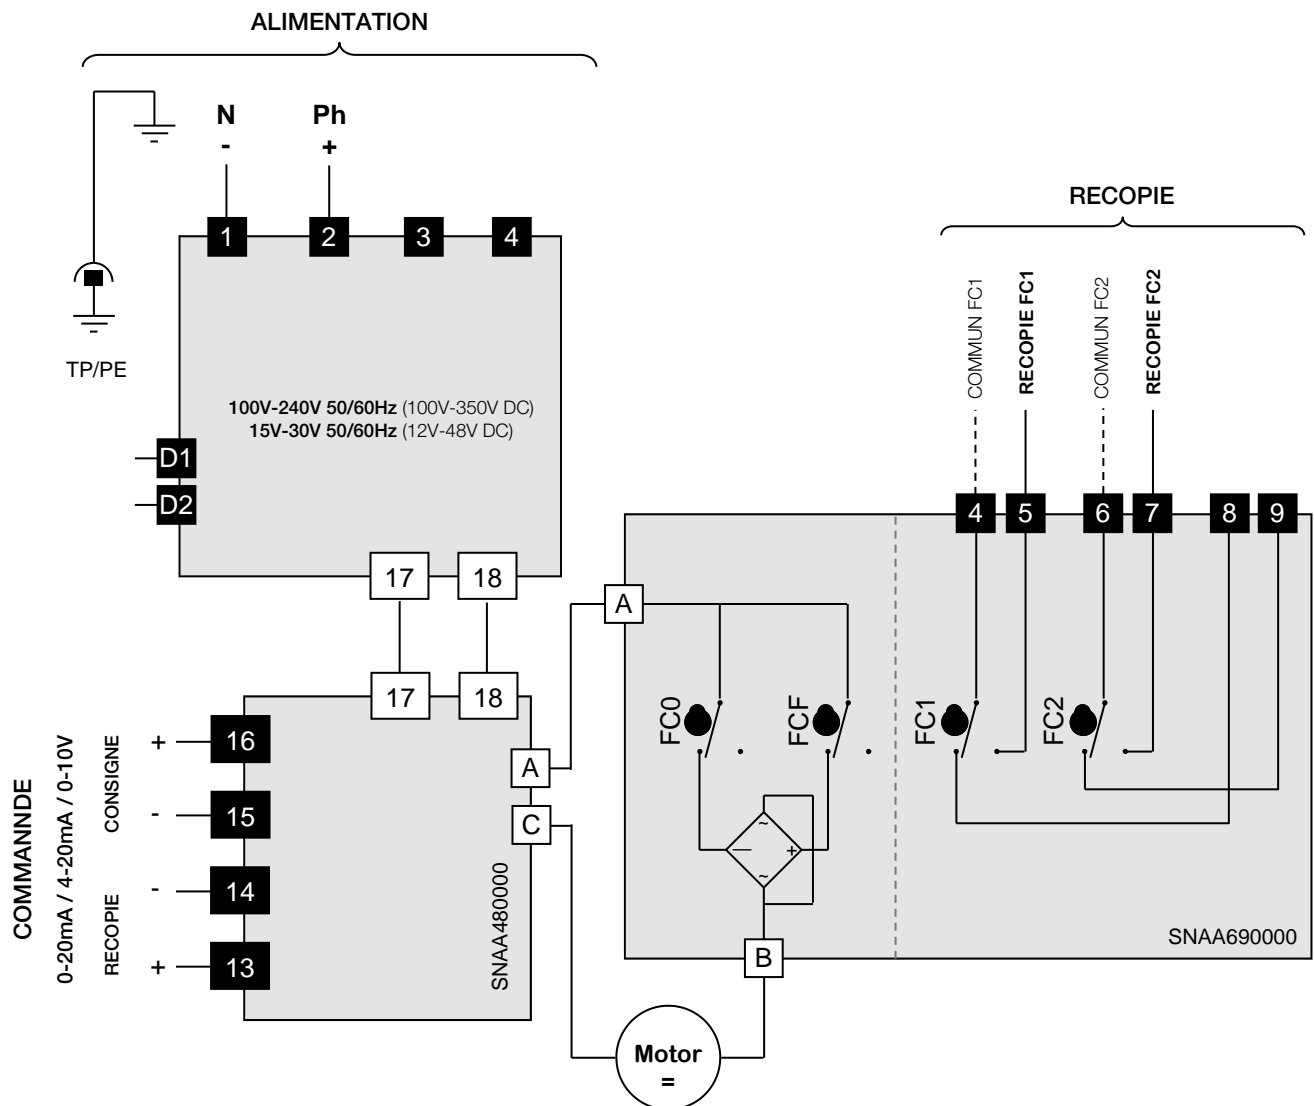 ALIMENTATION
N
-
Ph
+
1
2
3
4
TP/PE
100V-240V 50/60Hz (100V-350V DC)
15V-30V 50/60Hz (12V-48V DC)
D1
D2
17
18
RECOPIE
COMMUN FC1
RECOPIE FC1
COMMUN FC2
RECOPIE FC2
4
5
6
7
8
9
A
FC0
FCF
FC1
FC2
~
—
+
~
SNAA690000
B
17
18
COMMANNDE
0-20mA / 4-20mA / 0-10V
CONSIGNE
RECOPIE
+
16
-
15
-
14
+
13
A
C
SNAA480000
Motor
=